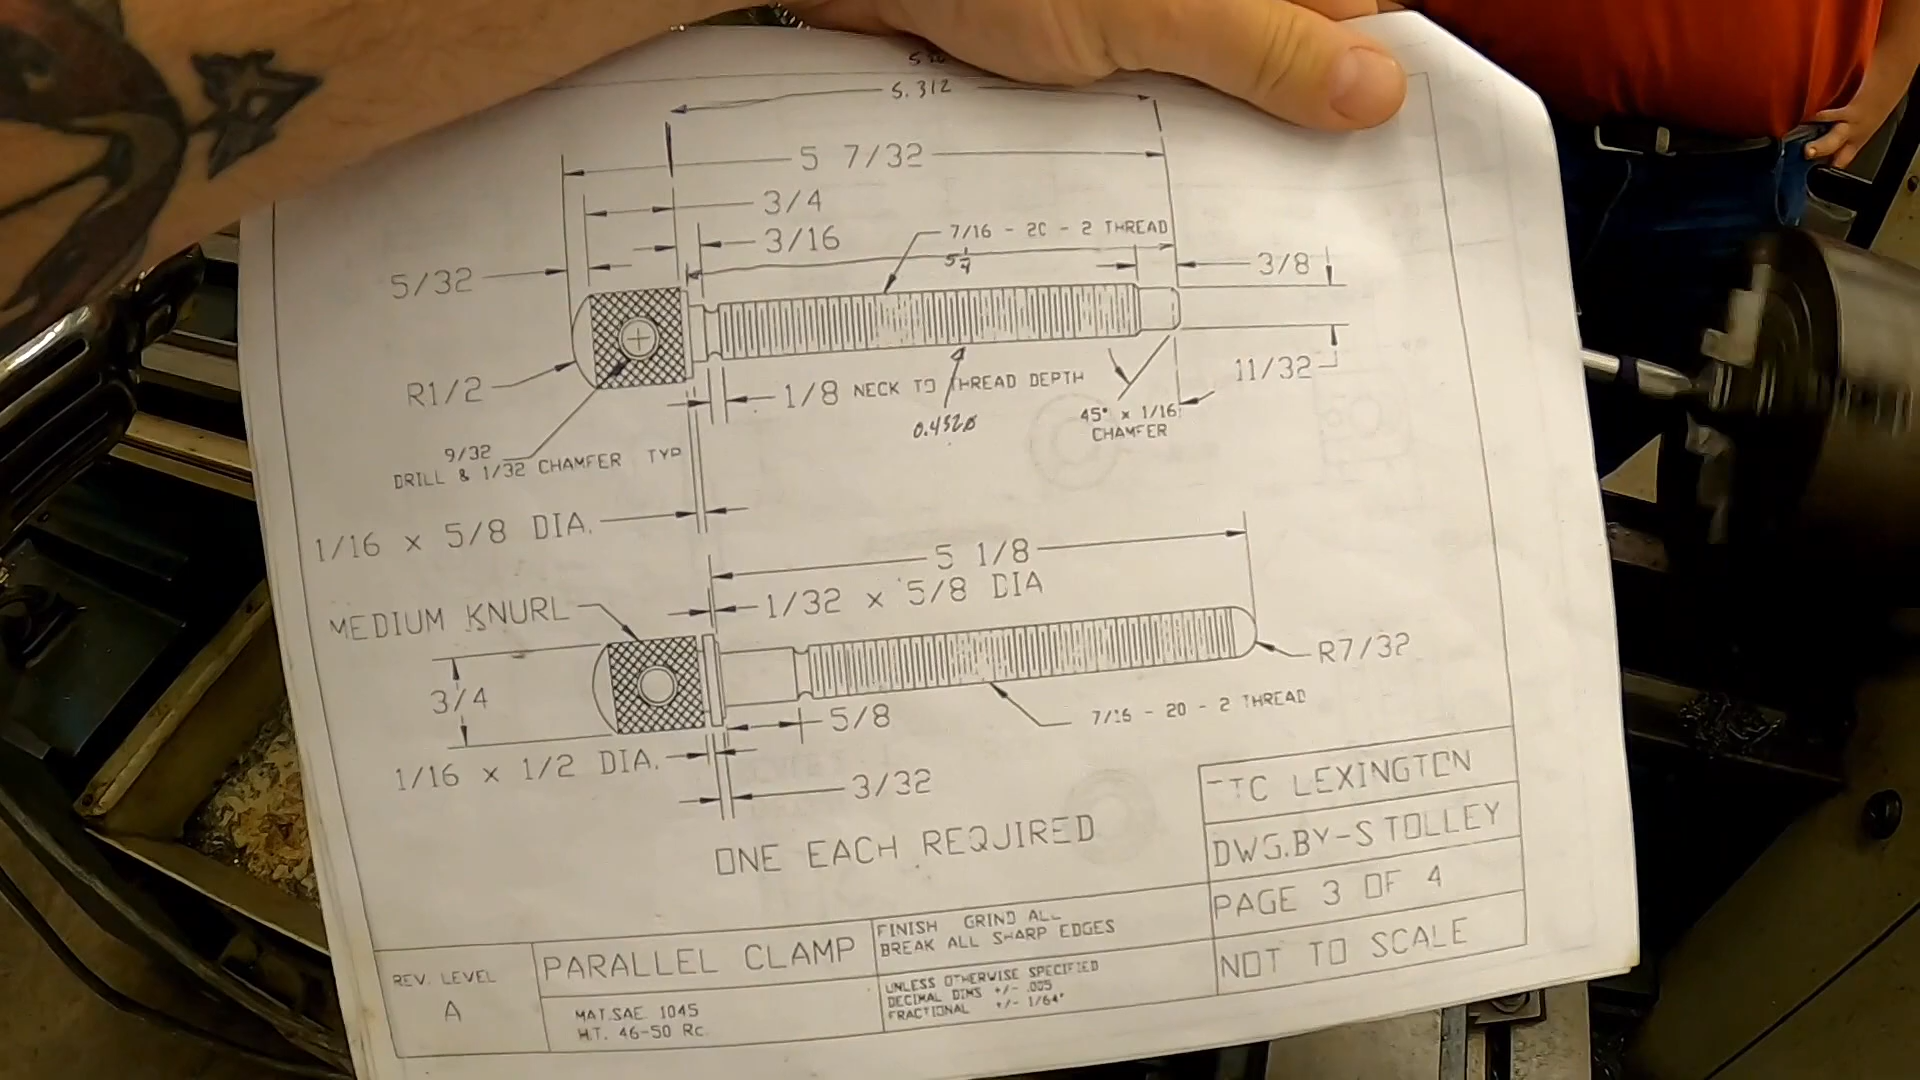 5.312
5 7/32
3/4
7/16 - 20 - 2 THREAD
3/16
5 1/4
3/8
5/32
11/32
R1/2
1/8 NECK TO THREAD DEPTH
45° x 1/16
CHAMFER
9/32
DRILL & 1/32 CHAMFER TYP
1/16 x 5/8 DIA.
5 1/8
1/32 x 5/8 DIA
MEDIUM KNURL
R7/32
3/4
5/8
7/16 - 20 - 2 THREAD
1/16 x 1/2 DIA.
3/32
ONE EACH REQUIRED
TC LEXINGTON
DWG.BY-S TOLLEY
PAGE 3 OF 4
NOT TO SCALE
FINISH GRIND ALL
BREAK ALL SHARP EDGES
UNLESS OTHERWISE SPECIFIED
DECIMAL DIMS +/- .005
FRACTIONAL +/- 1/64"
PARALLEL CLAMP
MAT.SAE 1045
H.T. 46-50 Rc.
REV. LEVEL
A